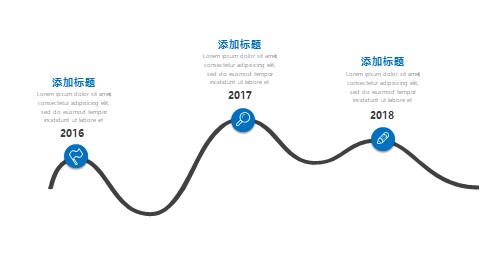 添加标题
Lorem ipsum dolor sit amet,
consectetur adipiscing elit,
sed do eiusmod tempor
incididunt ut labore et
2016
添加标题
Lorem ipsum dolor sit amet,
consectetur adipiscing elit,
sed do eiusmod tempor
incididunt ut labore et
2017
添加标题
Lorem ipsum dolor sit amet,
consectetur adipiscing elit,
sed do eiusmod tempor
incididunt ut labore et
2018